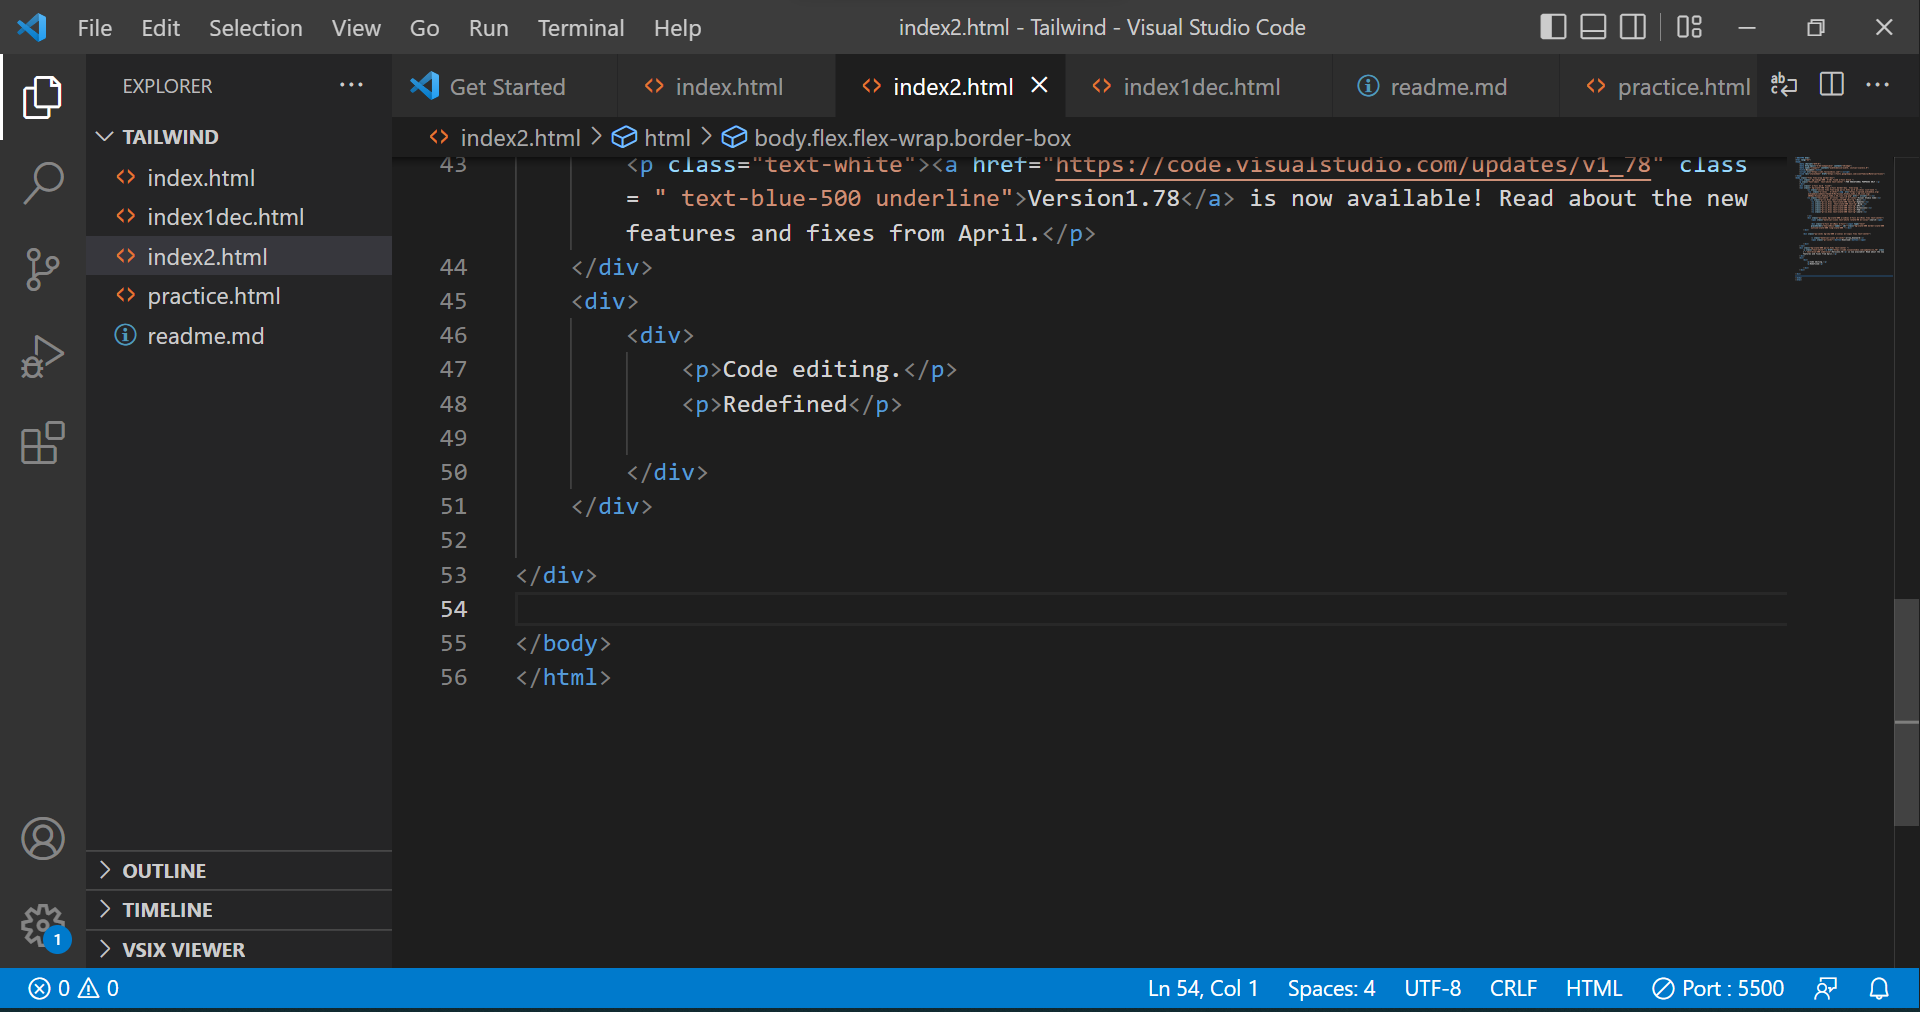 File Edit Selection View Go Run Terminal Help index2.html - Tailwind - Visual Studio Code
EXPLORER
Get Started index.html index2.html index1dec.html readme.md practice.html
TAILWIND
index.html
index1dec.html
index2.html
practice.html
readme.md
index2.html > html > body.flex.flex-wrap.border-box
43 <p class="text-white"><a href="https://code.visualstudio.com/updates/v1_78" class
= " text-blue-500 underline">Version1.78</a> is now available! Read about the new
features and fixes from April.</p>
44 </div>
45 <div>
46 <div>
47 <p>Code editing.</p>
48 <p>Redefined</p>
49
50 </div>
51 </div>
52
53 </div>
54
55 </body>
56 </html>
OUTLINE
TIMELINE
VSIX VIEWER
1
0 0 Ln 54, Col 1 Spaces: 4 UTF-8 CRLF HTML Port : 5500